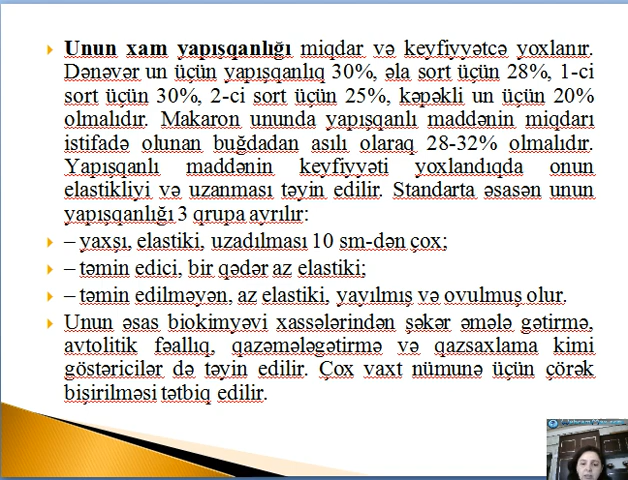 Unun xam yapışqanlığı miqdar və keyfiyyətcə yoxlanır.
Dənəvər un üçün yapışqanlıq 30%, əla sort üçün 28%, 1-ci
sort üçün 30%, 2-ci sort üçün 25%, kəpəkli un üçün 20%
olmalıdır. Makaron ununda yapışqanlı maddənin miqdarı
istifadə olunan buğdadan asılı olaraq 28-32% olmalıdır.
Yapışqanlı maddənin keyfiyyəti yoxlandıqda onun
elastikliyi və uzanması təyin edilir. Standarta əsasən unun
yapışqanlığı 3 qrupa ayrılır:
– yaxşı, elastiki, uzadılması 10 sm-dən çox;
– təmin edici, bir qədər az elastiki;
– təmin edilməyən, az elastiki, yayılmış və ovulmuş olur.
Unun əsas biokimyəvi xassələrindən şəkər əmələ gətirmə,
avtolitik fəallıq, qazəmələgətirmə və qazsaxlama kimi
göstəricilər də təyin edilir. Çox vaxt nümunə üçün çörək
bişirilməsi tətbiq edilir.